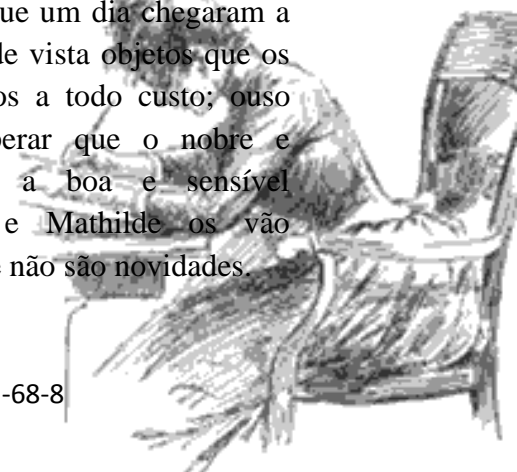 ue um dia chegaram a
de vista objetos que os
os a todo custo; ouso
perar que o nobre e
a boa e sensível
e Mathilde os vão
e não são novidades.
-68-8